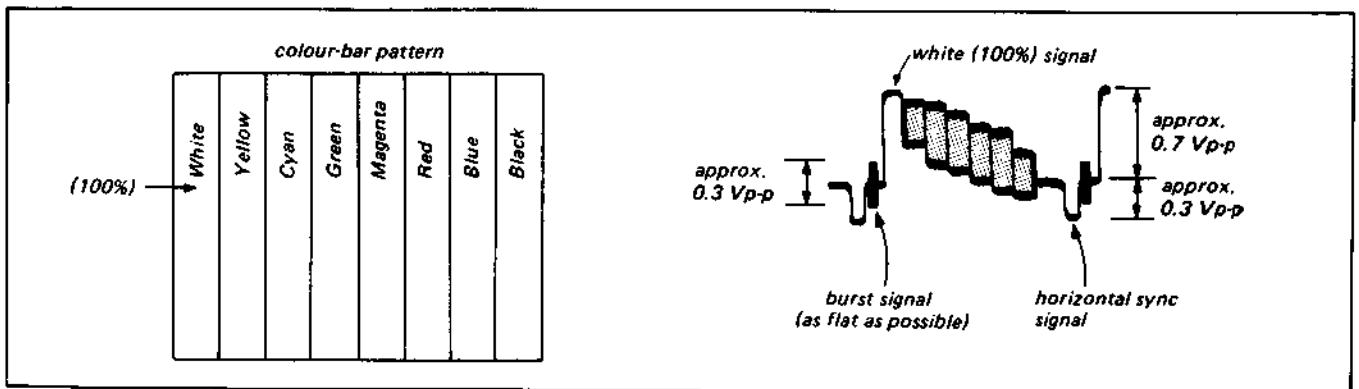 colour-bar pattern
White
Yellow
Cyan
Green
Magenta
Red
Blue
Black
(100%)
white (100%) signal
approx.
0.3 Vp-p
approx.
0.7 Vp-p
approx.
0.3 Vp-p
burst signal
(as flat as possible)
horizontal sync
signal